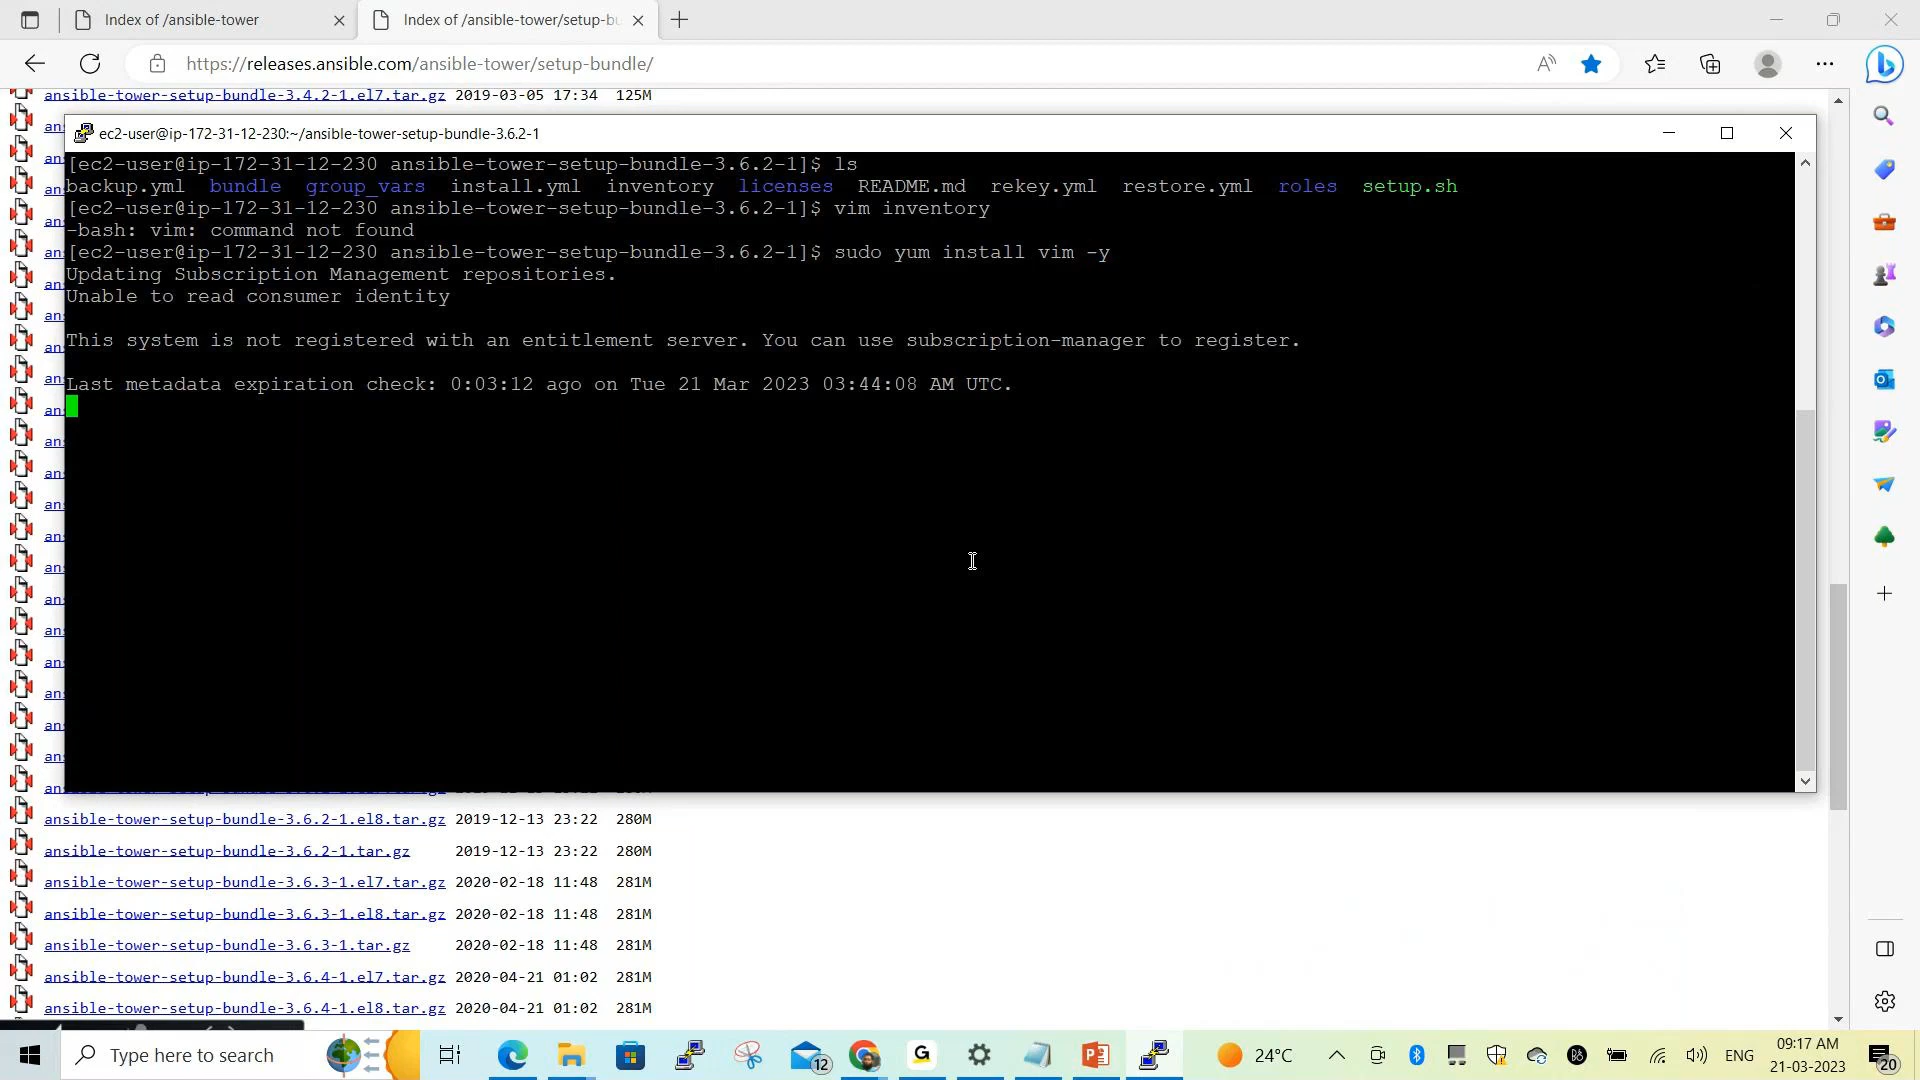 Index of /ansible-tower
Index of /ansible-tower/setup-bu
https://releases.ansible.com/ansible-tower/setup-bundle/
ansible-tower-setup-bundle-3.4.2-1.el7.tar.gz 2019-03-05 17:34 125M
ec2-user@ip-172-31-12-230:~/ansible-tower-setup-bundle-3.6.2-1
[ec2-user@ip-172-31-12-230 ansible-tower-setup-bundle-3.6.2-1]$ ls
backup.yml bundle group_vars install.yml inventory licenses README.md rekey.yml restore.yml roles setup.sh
[ec2-user@ip-172-31-12-230 ansible-tower-setup-bundle-3.6.2-1]$ vim inventory
-bash: vim: command not found
[ec2-user@ip-172-31-12-230 ansible-tower-setup-bundle-3.6.2-1]$ sudo yum install vim -y
Updating Subscription Management repositories.
Unable to read consumer identity
This system is not registered with an entitlement server. You can use subscription-manager to register.
Last metadata expiration check: 0:03:12 ago on Tue 21 Mar 2023 03:44:08 AM UTC.
ansible-tower-setup-bundle-3.6.2-1.el8.tar.gz 2019-12-13 23:22 280M
ansible-tower-setup-bundle-3.6.2-1.tar.gz 2019-12-13 23:22 280M
ansible-tower-setup-bundle-3.6.3-1.el7.tar.gz 2020-02-18 11:48 281M
ansible-tower-setup-bundle-3.6.3-1.el8.tar.gz 2020-02-18 11:48 281M
ansible-tower-setup-bundle-3.6.3-1.tar.gz 2020-02-18 11:48 281M
ansible-tower-setup-bundle-3.6.4-1.el7.tar.gz 2020-04-21 01:02 281M
ansible-tower-setup-bundle-3.6.4-1.el8.tar.gz 2020-04-21 01:02 281M
Type here to search
12
24°C
ENG
09:17 AM
21-03-2023
20